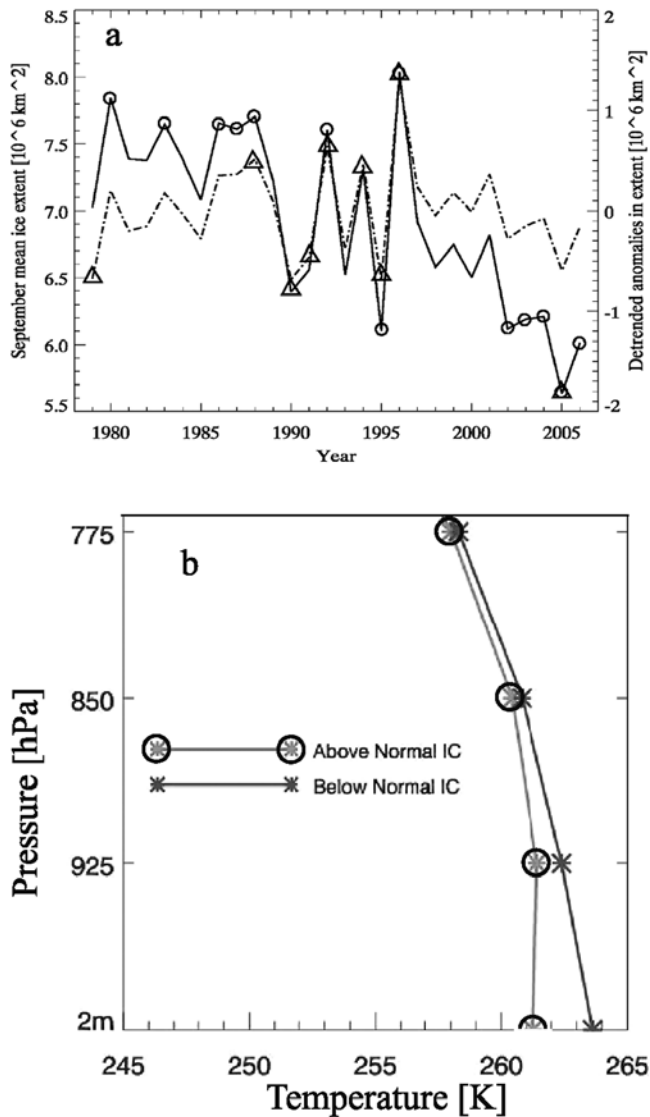 a
8.5
8.0
7.5
7.0
6.5
6.0
5.5
September mean ice extent [10^6 km^2]
2
1
0
-1
-2
Detrended anomalies in extent [10^6 km^2]
1980 1985 1990 1995 2000 2005
Year
b
775
850
925
2m
Pressure [hPa]
Above Normal IC
Below Normal IC
245 250 255 260 265
Temperature [K]